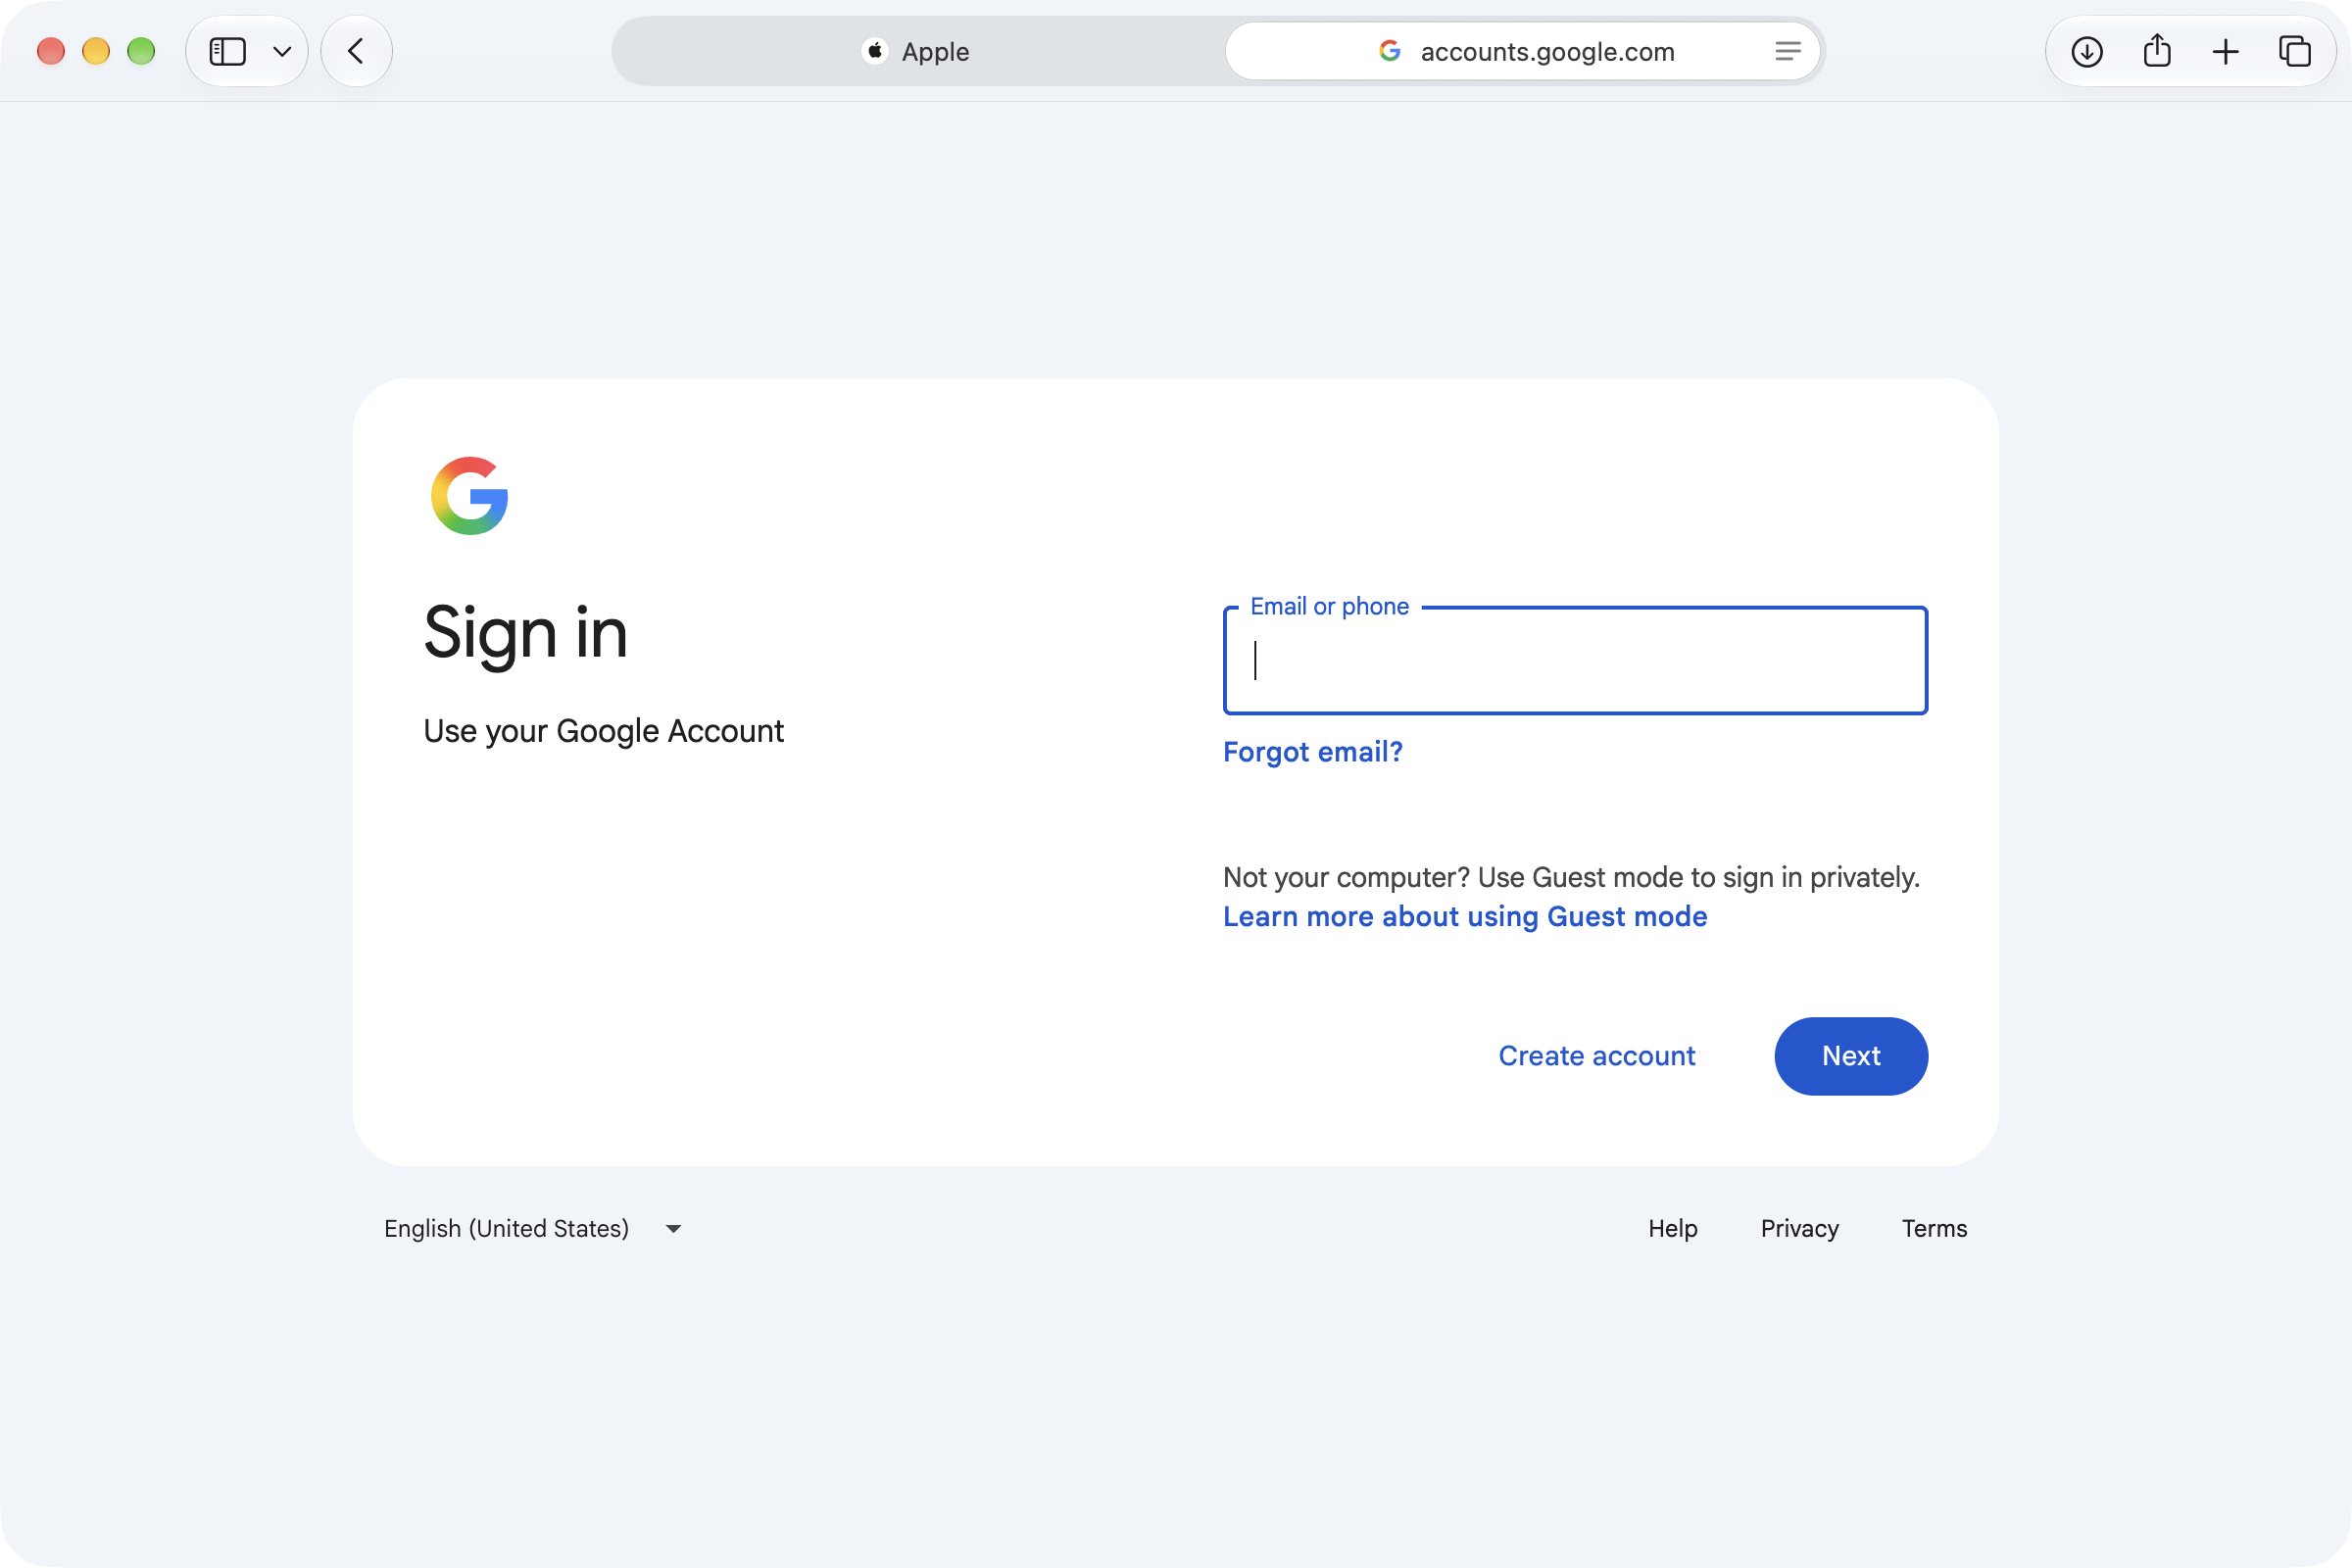 Apple
accounts.google.com
Sign in
Use your Google Account
Email or phone
Forgot email?
Not your computer? Use Guest mode to sign in privately.
Learn more about using Guest mode
Create account
Next
English (United States)
Help
Privacy
Terms